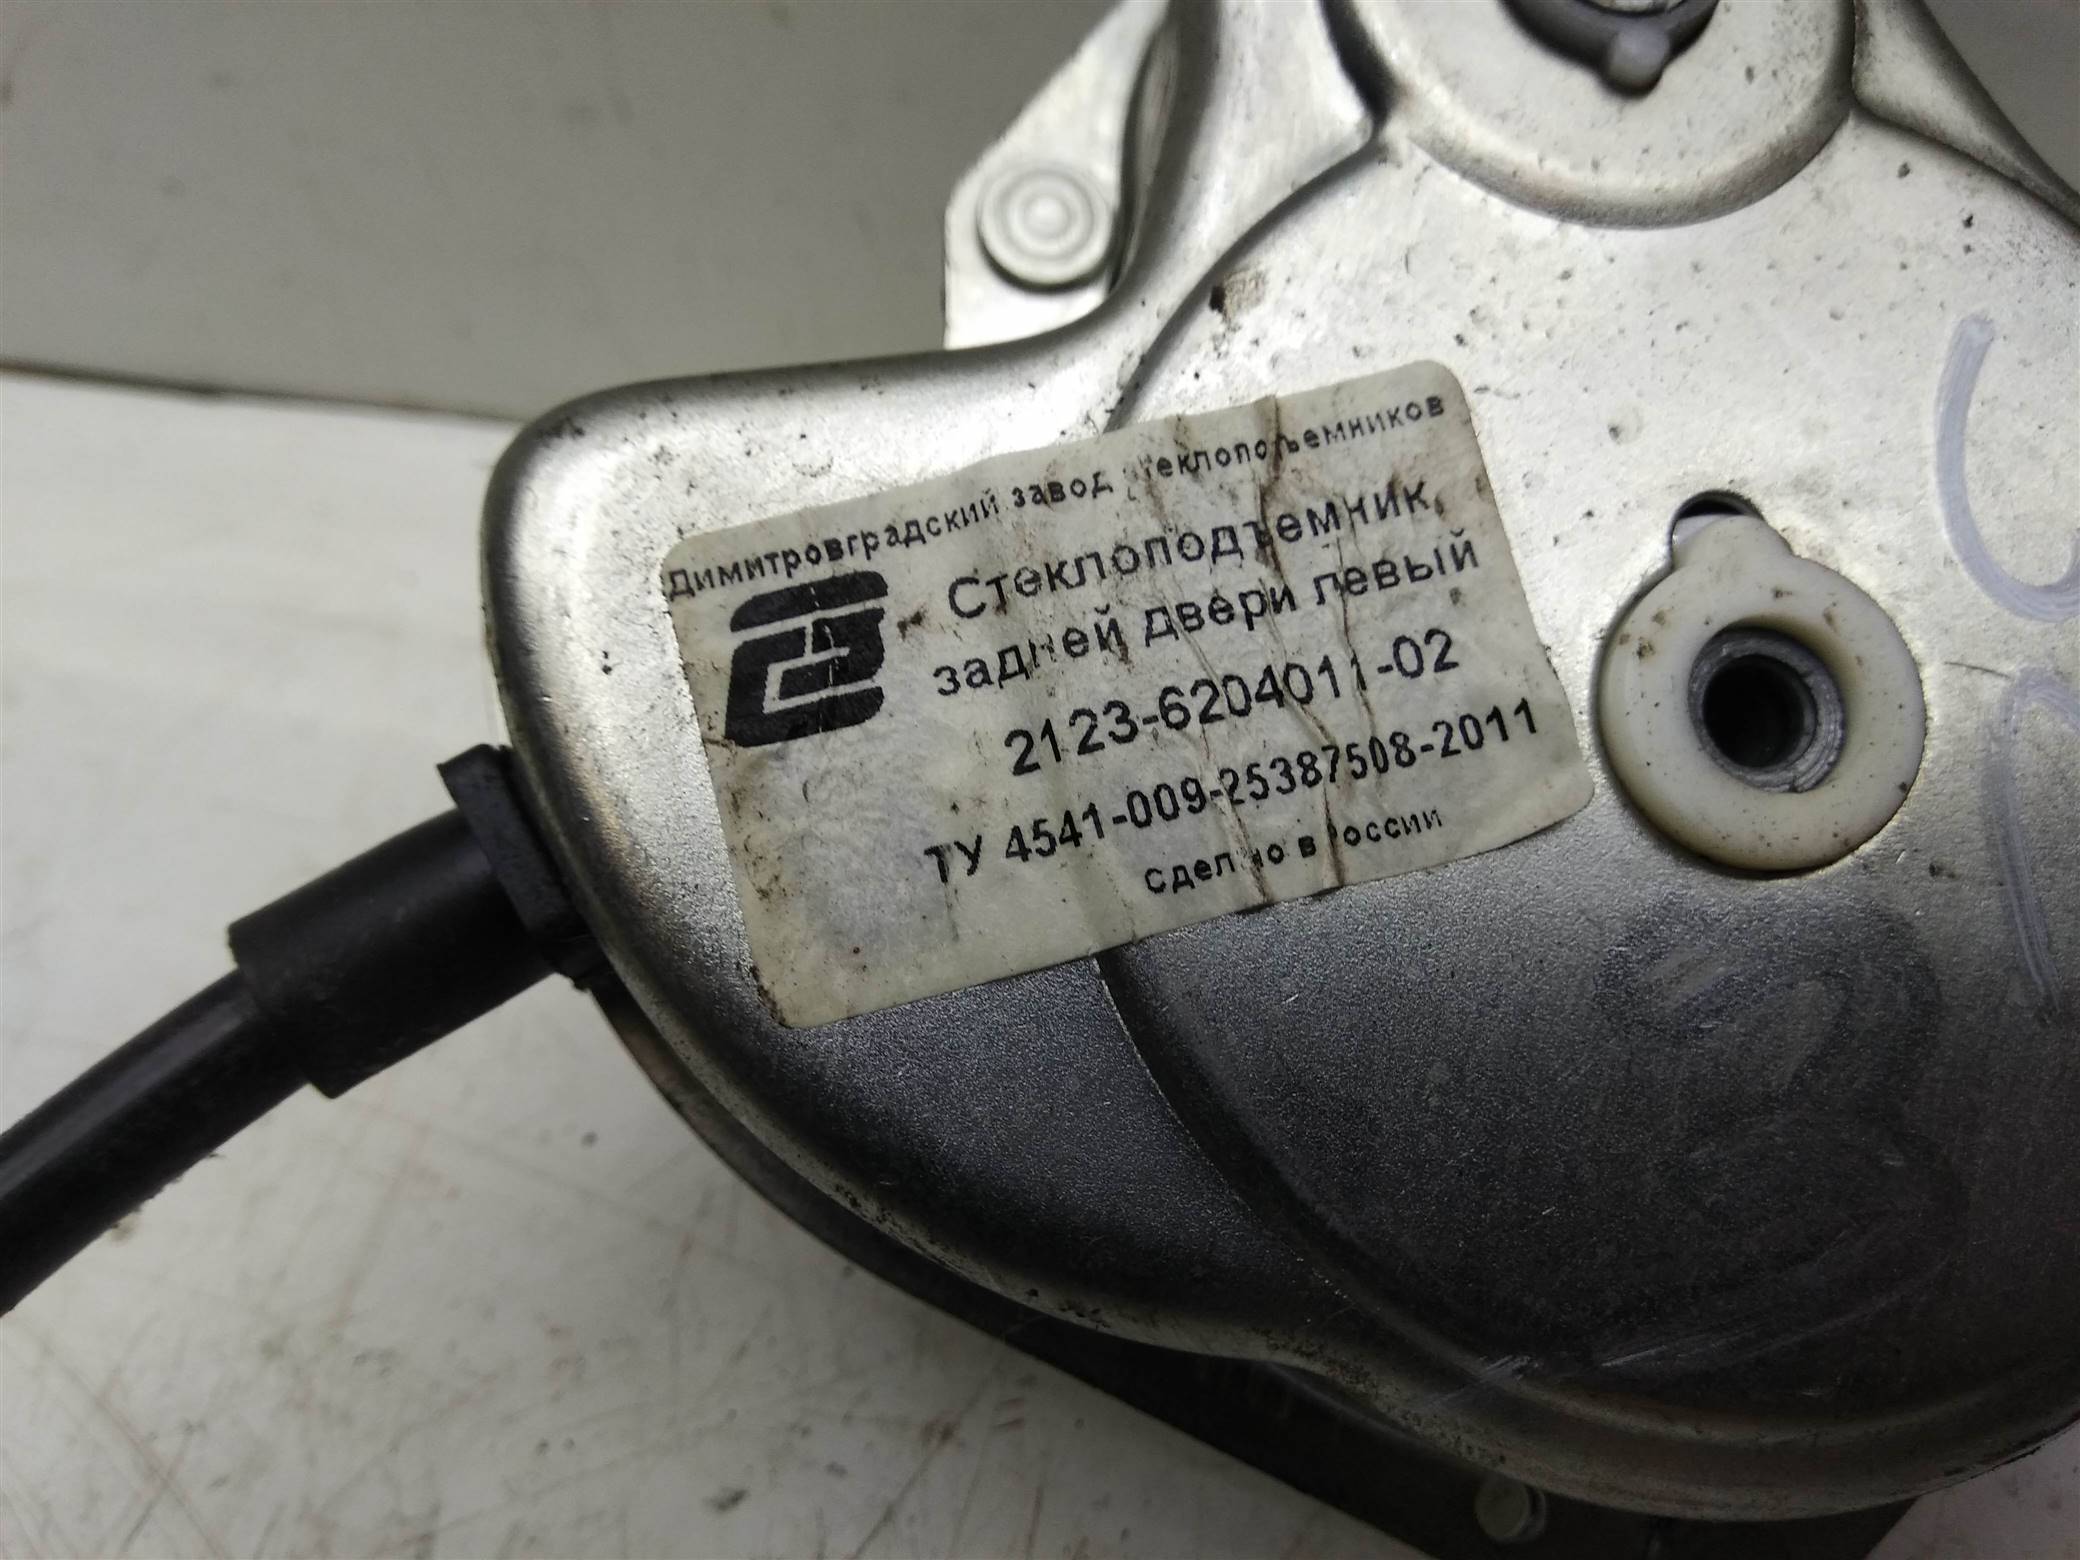 Димитровградский завод стеклоподъемников
Стеклоподъемник
задней двери левый
2123-6204011-02
ТУ 4541-009-25387508-2011
Сделано в России